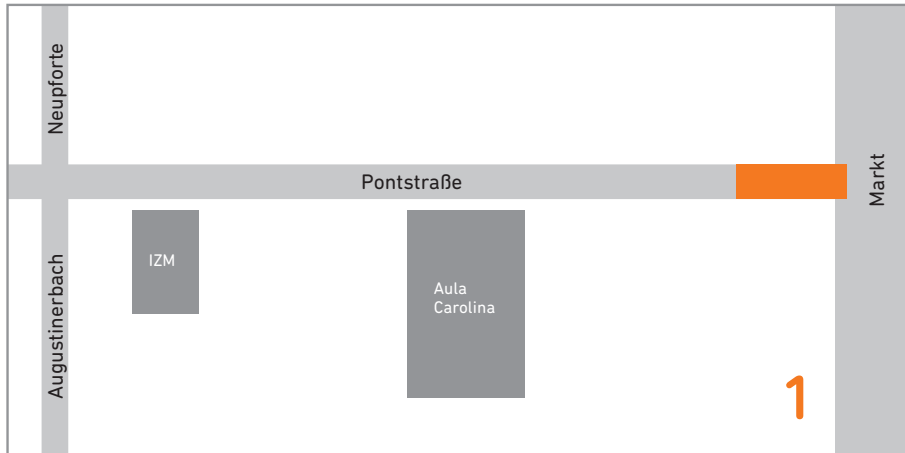 Neupforte
Pontstraße
Markt
Augustinerbach
IZM
Aula
Carolina
1